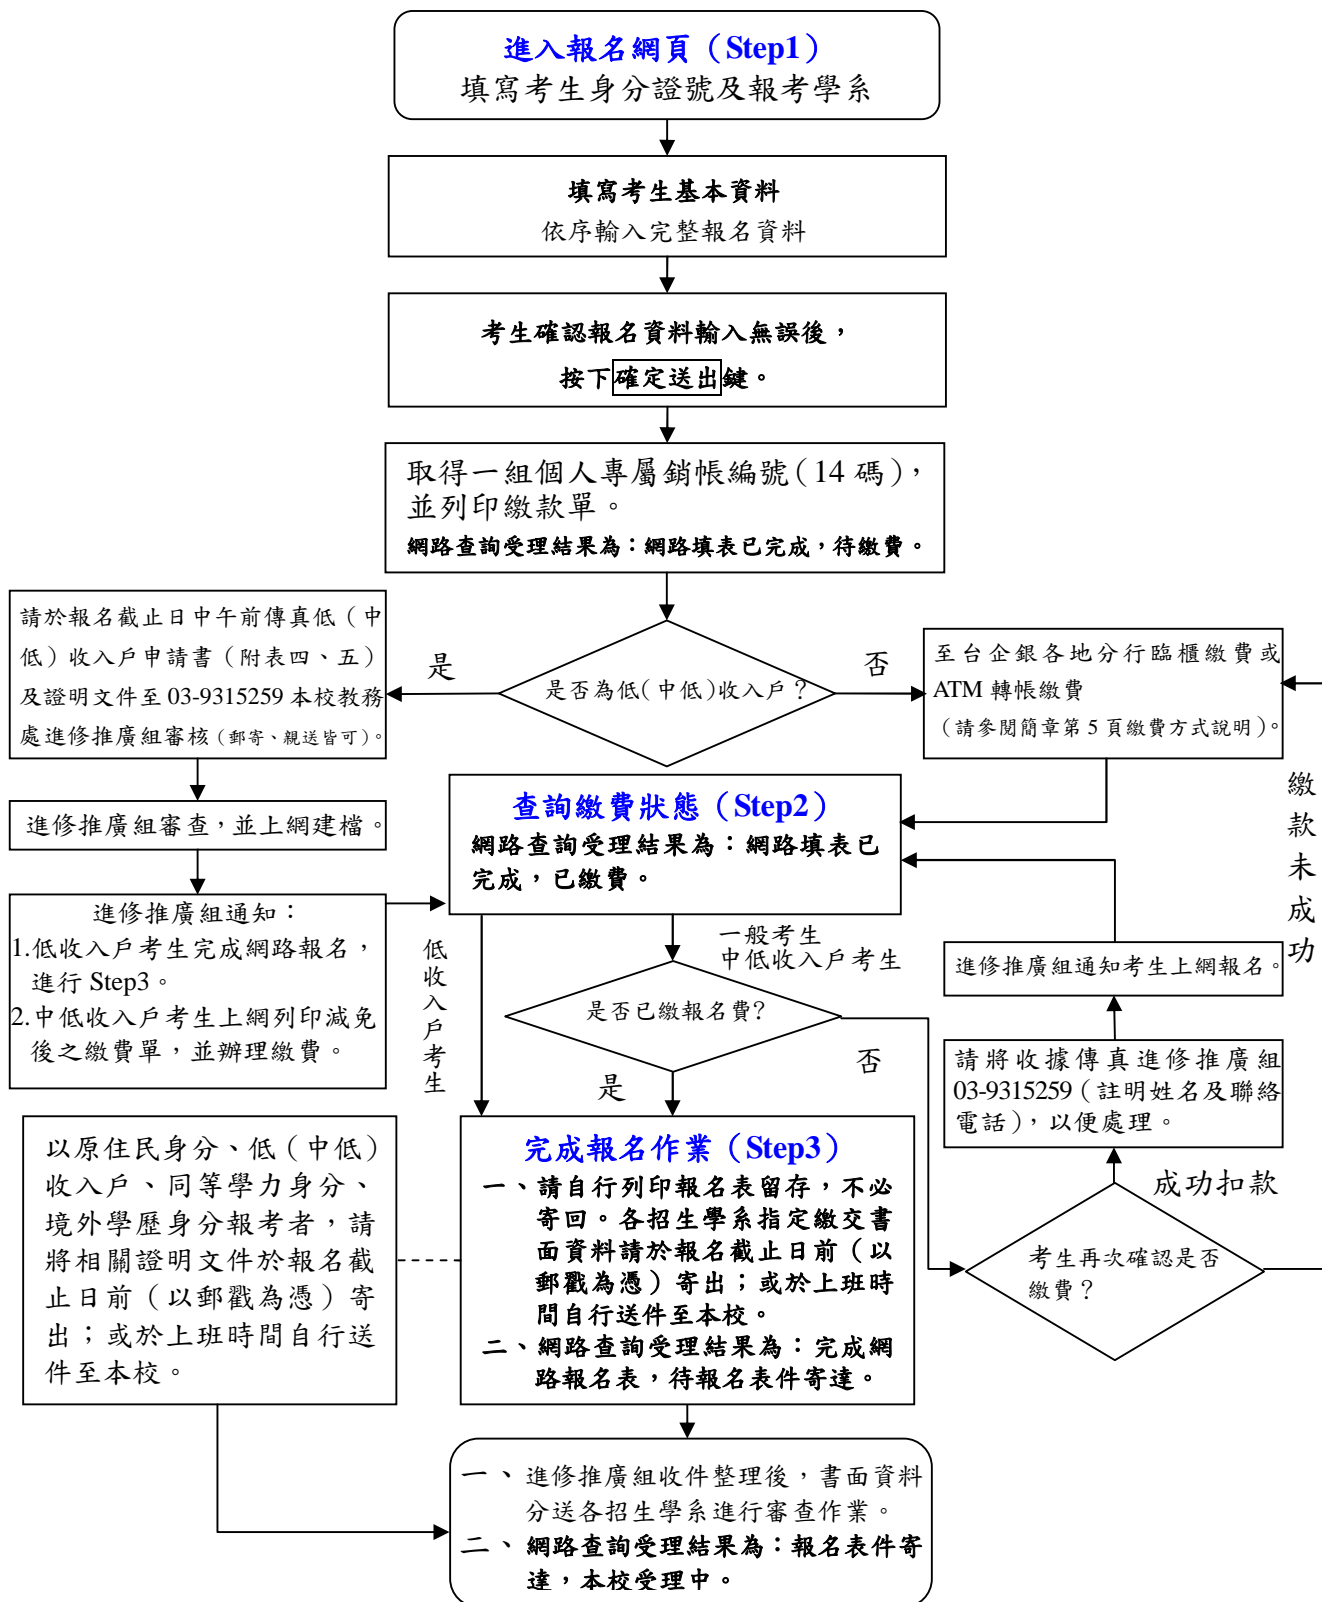 進入報名網頁（Step1）
填寫考生身分證號及報考學系
填寫考生基本資料
依序輸入完整報名資料
考生確認報名資料輸入無誤後，
按下確定送出鍵。
取得一組個人專屬銷帳編號（14 碼），
並列印繳款單。
網路查詢受理結果為：網路填表已完成，待繳費。
是否為低（中低）收入戶？
是
否
請於報名截止日中午前傳真低（中
低）收入戶申請書（附表四、五）
及證明文件至 03-9315259 本校教務
處進修推廣組審核（郵寄、親送皆可）。
進修推廣組審查，並上網建檔。
進修推廣組通知：
1.低收入戶考生完成網路報名，
進行 Step3。
2.中低收入戶考生上網列印減免
後之繳費單，並辦理繳費。
至台企銀各地分行臨櫃繳費或
ATM 轉帳繳費
（請參閱簡章第 5 頁繳費方式說明）。
查詢繳費狀態（Step2）
網路查詢受理結果為：網路填表已
完成，已繳費。
低收入戶考生
一般考生
中低收入戶考生
是否已繳報名費？
是
否
繳款未成功
進修推廣組通知考生上網報名。
請將收據傳真進修推廣組
03-9315259（註明姓名及聯絡
電話），以便處理。
成功扣款
考生再次確認是否
繳費？
完成報名作業（Step3）
一、請自行列印報名表留存，不必
寄回。各招生學系指定繳交書
面資料請於報名截止日前（以
郵戳為憑）寄出；或於上班時
間自行送件至本校。
二、網路查詢受理結果為：完成網
路報名表，待報名表件寄達。
以原住民身分、低（中低）
收入戶、同等學力身分、
境外學歷身分報考者，請
將相關證明文件於報名截
止日前（以郵戳為憑）寄
出；或於上班時間自行送
件至本校。
一、進修推廣組收件整理後，書面資料
分送各招生學系進行審查作業。
二、網路查詢受理結果為：報名表件寄
達，本校受理中。